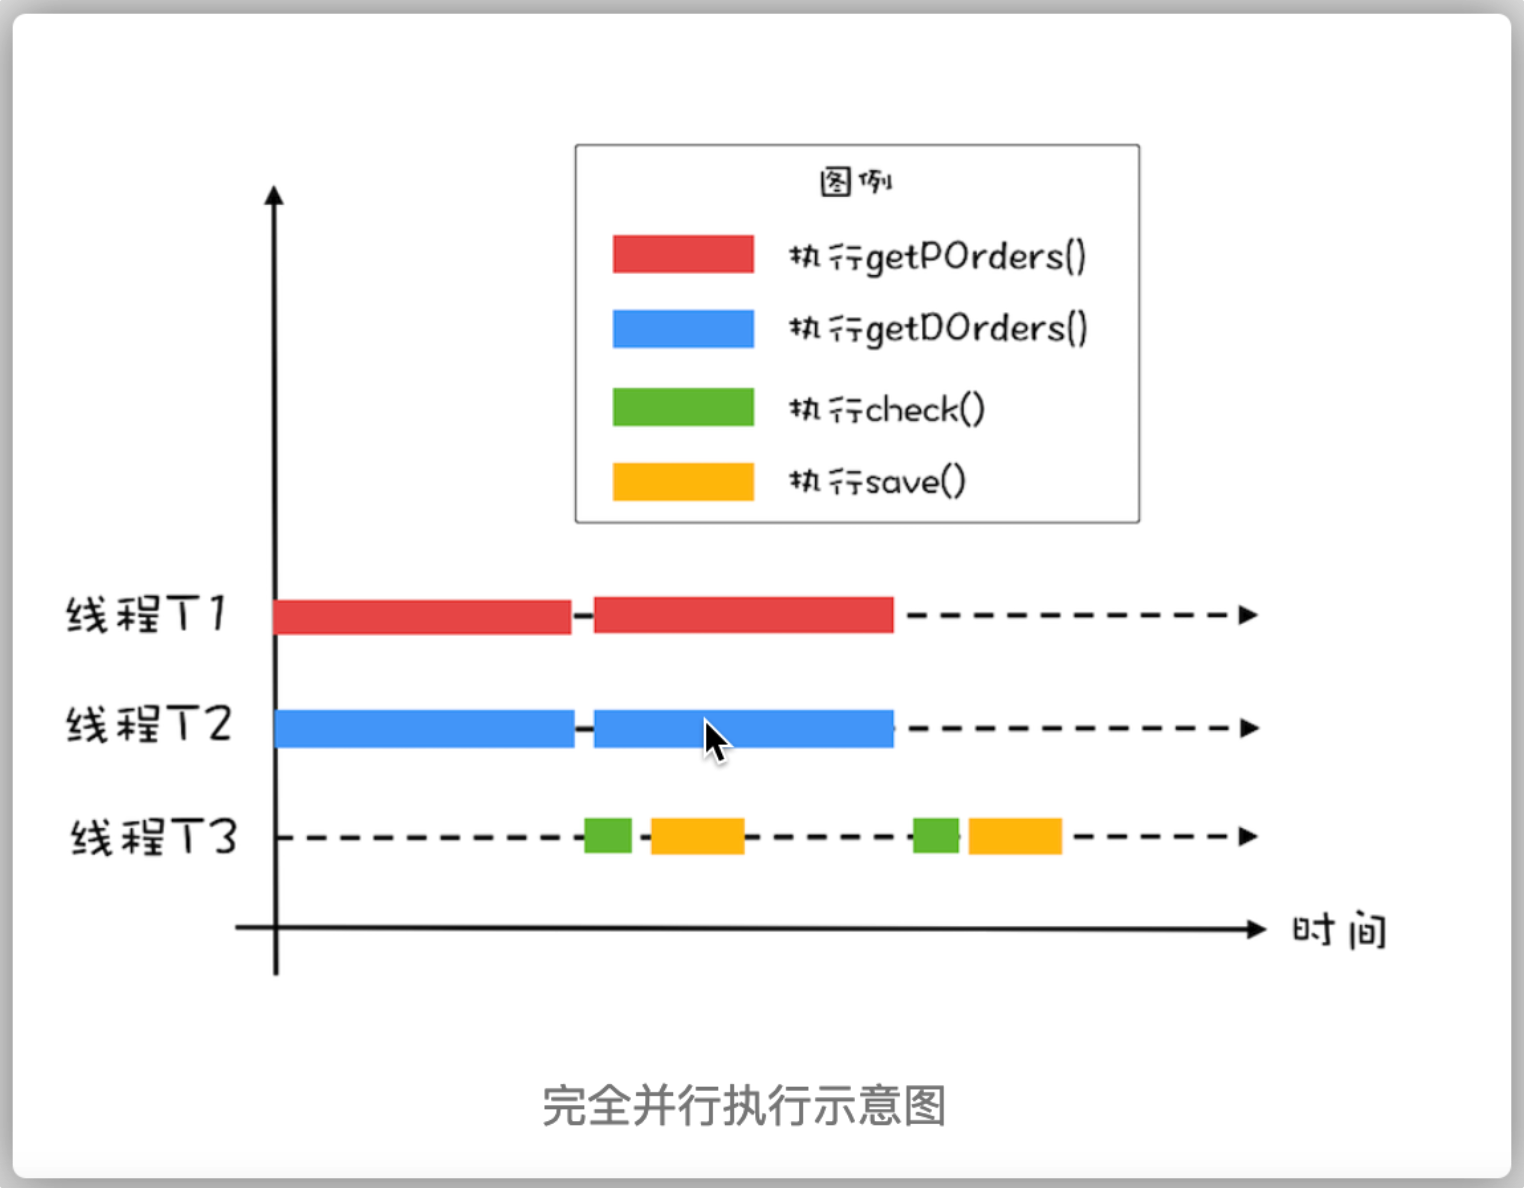 图例
执行getPOrders()
执行getDOrders()
执行check()
执行save()
线程T1
线程T2
线程T3
时间
完全并行执行示意图